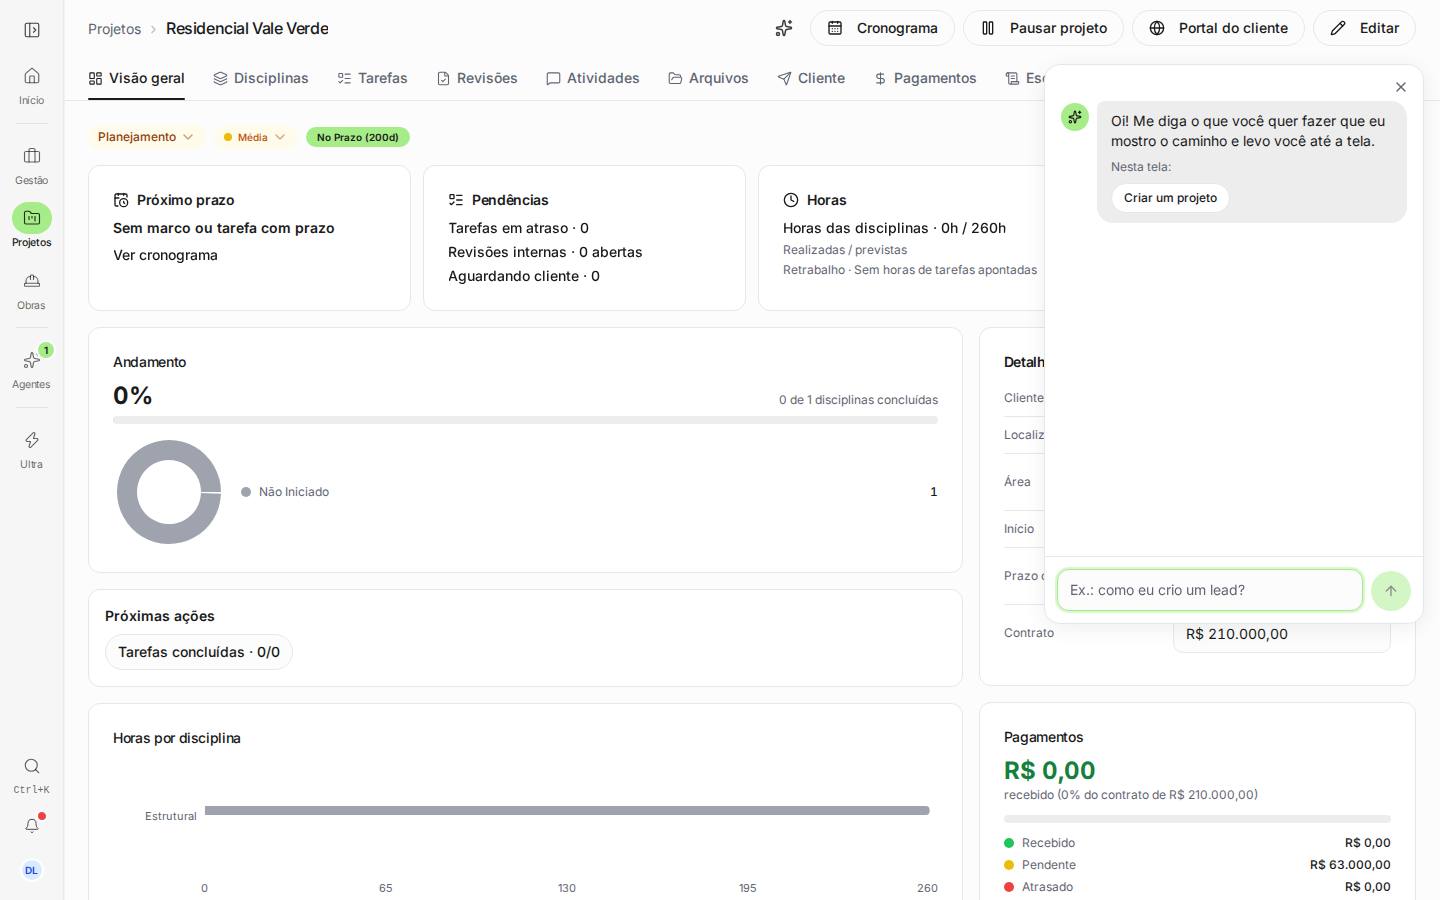 Início
Gestão
Projetos
Obras
1
Agentes
Ultra
Ctrl+K
DL
Projetos
Residencial Vale Verde
Cronograma
Pausar projeto
Portal do cliente
Editar
Visão geral
Disciplinas
Tarefas
Revisões
Atividades
Arquivos
Cliente
Pagamentos
Planejamento
Média
No Prazo (200d)
Próximo prazo
Sem marco ou tarefa com prazo
Ver cronograma
Pendências
Tarefas em atraso · 0
Revisões internas · 0 abertas
Aguardando cliente · 0
Horas
Horas das disciplinas · 0h / 260h
Realizadas / previstas
Retrabalho · Sem horas de tarefas apontadas
Andamento
0%
0 de 1 disciplinas concluídas
Não Iniciado
1
Próximas ações
Tarefas concluídas · 0/0
Horas por disciplina
Estrutural
0
65
130
195
260
Cliente
Área
Início
Prazo
Contrato
R$ 210.000,00
Pagamentos
R$ 0,00
recebido (0% do contrato de R$ 210.000,00)
Recebido
R$ 0,00
Pendente
R$ 63.000,00
Atrasado
R$ 0,00
Oi! Me diga o que você quer fazer que eu
mostro o caminho e levo você até a tela.
Nesta tela:
Criar um projeto
Ex.: como eu crio um lead?